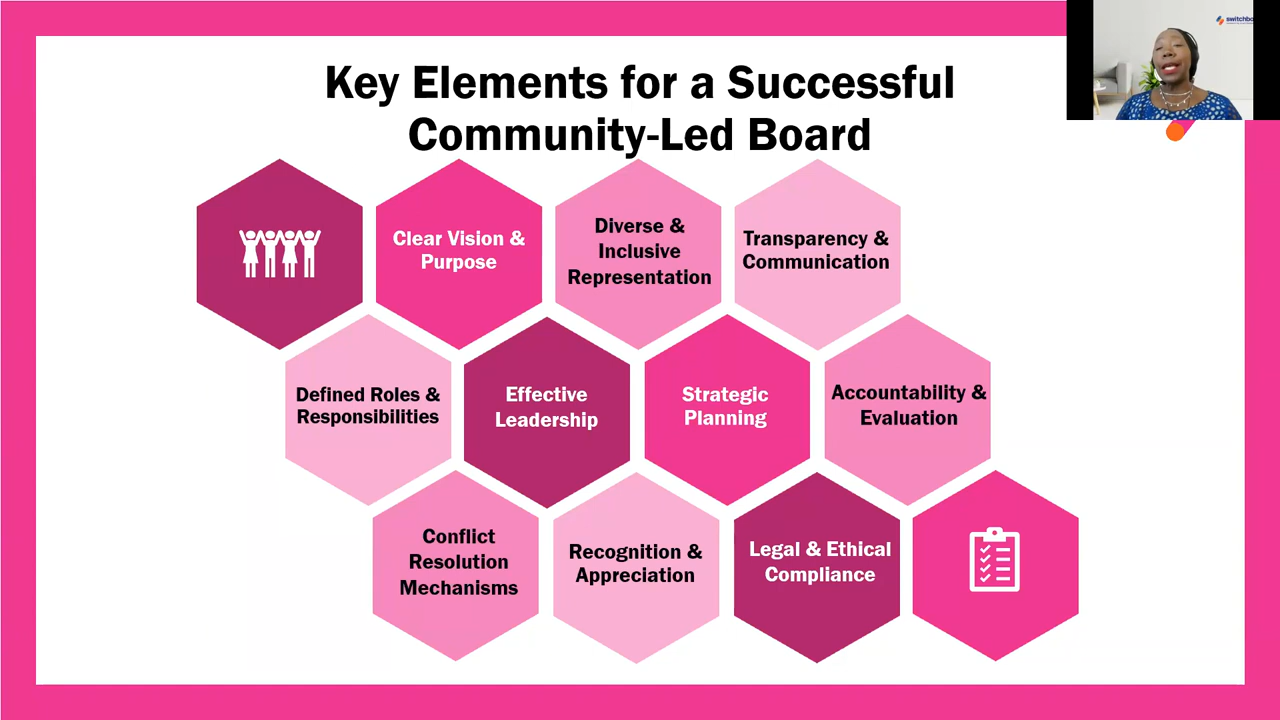 Key Elements for a Successful
Community-Led Board
Clear Vision &
Purpose
Diverse &
Inclusive
Representation
Transparency &
Communication
Defined Roles &
Responsibilities
Effective
Leadership
Strategic
Planning
Accountability &
Evaluation
Conflict
Resolution
Mechanisms
Recognition &
Appreciation
Legal & Ethical
Compliance